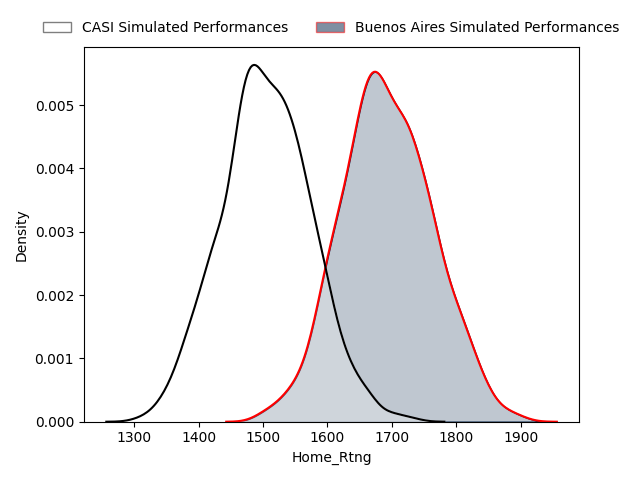 CASI Simulated Performances
Buenos Aires Simulated Performances
Density
0.005
0.004
0.003
0.002
0.001
0.000
1300 1400 1500 1600 1700 1800 1900
Home_Rtng